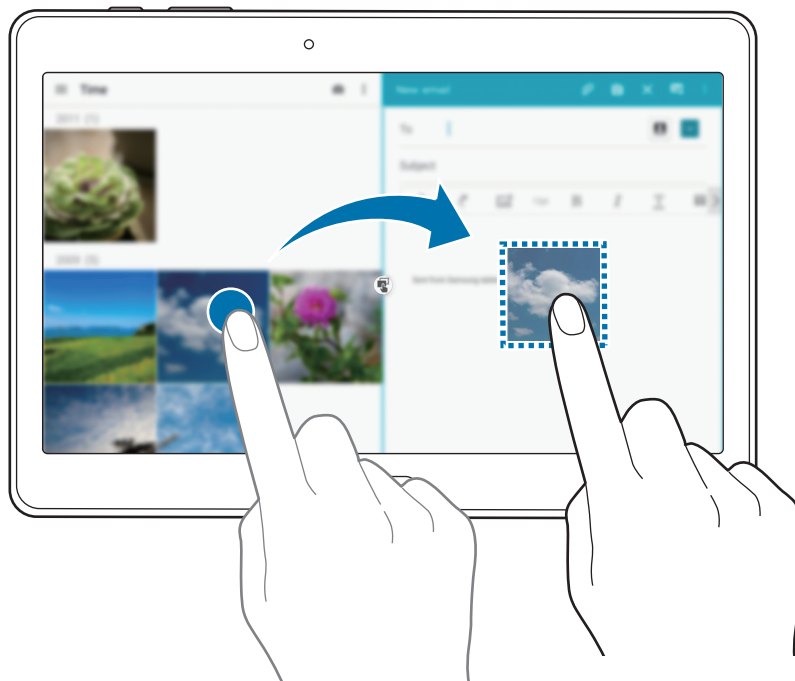 Time
2011 (1)
2009 (5)
New email
To
Subject
B
I
T
Sent from Samsung tablet